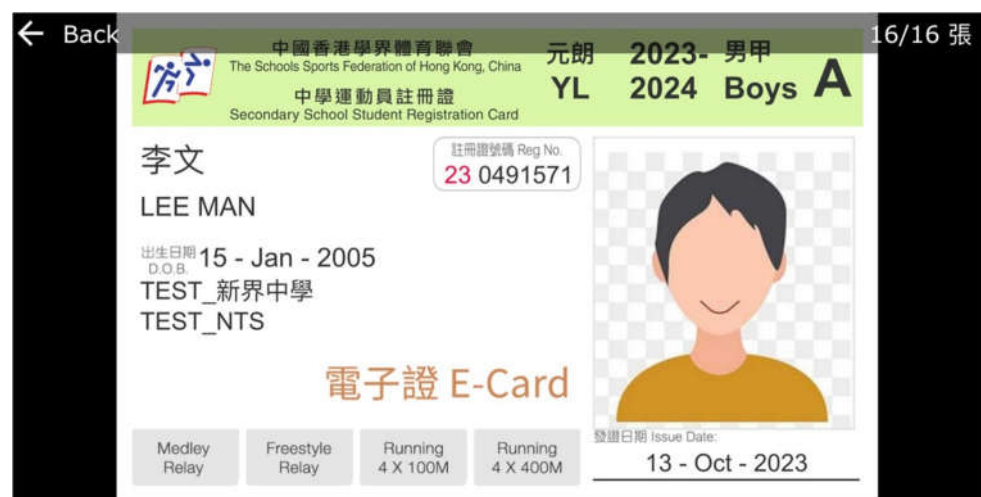 ← Back
16/16 張
中國香港學界體育聯會
The Schools Sports Federation of Hong Kong, China
中學運動員註冊證
Secondary School Student Registration Card
元朗
YL
2023-
2024
男甲
Boys
A
李文
註冊證號碼 Reg No.
23 0491571
LEE MAN
出生日期
D.O.B.
15 - Jan - 2005
TEST_新界中學
TEST_NTS
電子證 E-Card
Medley
Relay
Freestyle
Relay
Running
4 X 100M
Running
4 X 400M
發證日期 Issue Date:
13 - Oct - 2023